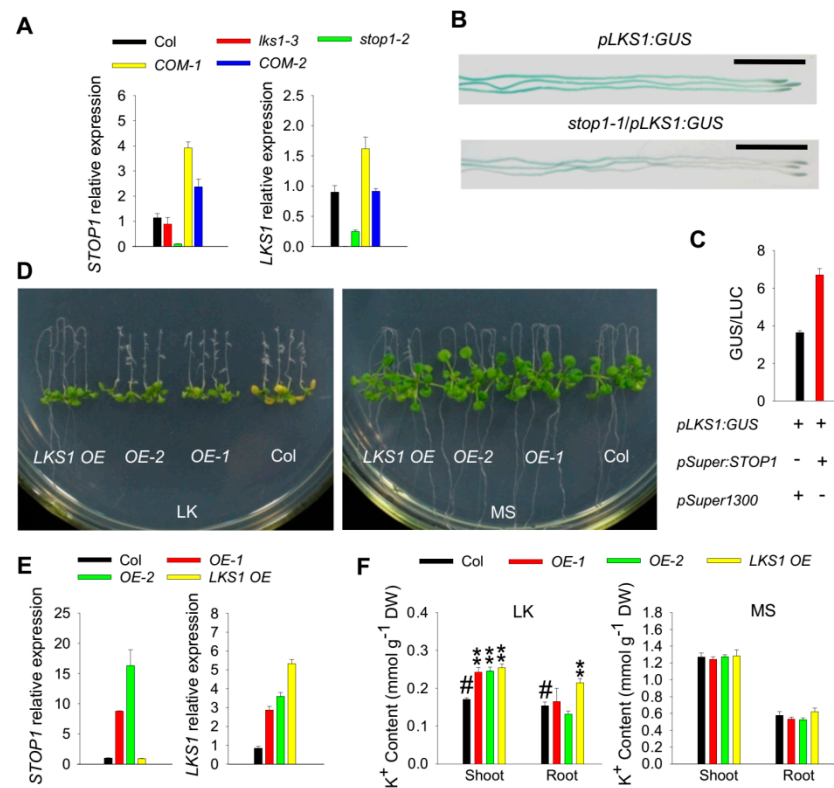 A
Col lks1-3 stop1-2
COM-1 COM-2
STOP1 relative expression
6
5
4
3
2
1
0
LKS1 relative expression
2.5
2.0
1.5
1.0
0.5
0.0
B
pLKS1:GUS
stop1-1/pLKS1:GUS
C
GUS/LUC
8
6
4
2
0
pLKS1:GUS + +
pSuper:STOP1 - +
pSuper1300 + -
D
LKS1 OE OE-2 OE-1 Col
LK
LKS1 OE OE-2 OE-1 Col
MS
E
Col OE-1
OE-2 LKS1 OE
STOP1 relative expression
25
20
15
10
5
0
LKS1 relative expression
8
7
6
5
4
3
2
1
0
F
Col OE-1 OE-2 LKS1 OE
K+ Content (mmol g-1 DW)
LK
0.4
0.3
0.2
0.1
0.0
# ** ** ** # **
Shoot Root
K+ Content (mmol g-1 DW)
MS
1.8
1.6
1.4
1.2
1.0
0.8
0.6
0.4
0.2
0.0
Shoot Root